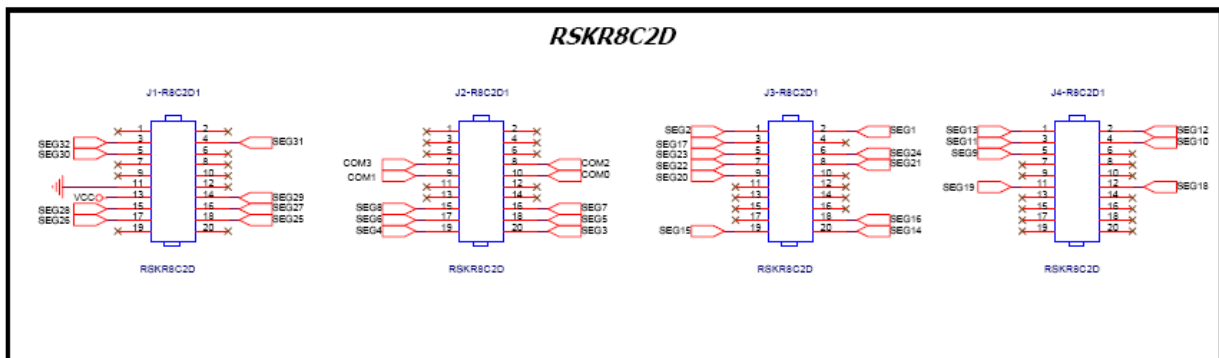 RSKR8C2D
J1-R8C2D1 J2-R8C2D1 J3-R8C2D1 J4-R8C2D1
1 2 1 2 SEG2 1 2 SEG1 SEG13 1 2 SEG12
SEG32 3 4 SEG31 3 4 SEG17 3 4 SEG11 3 4 SEG10
SEG30 5 6 5 6 SEG23 5 6 SEG24 SEG9 5 6
7 8 COM3 7 8 COM2 SEG22 7 8 SEG21 7 8
9 10 COM1 9 10 COM0 SEG20 9 10 9 10
11 12 11 12 11 12 SEG19 11 12 SEG18
VCC 13 14 SEG29 13 14 13 14 13 14
SEG28 15 16 SEG27 SEG8 15 16 SEG7 15 16 15 16
SEG26 17 18 SEG25 SEG6 17 18 SEG5 17 18 SEG16 17 18
19 20 SEG4 19 20 SEG3 SEG15 19 20 SEG14 19 20
RSKR8C2D RSKR8C2D RSKR8C2D RSKR8C2D